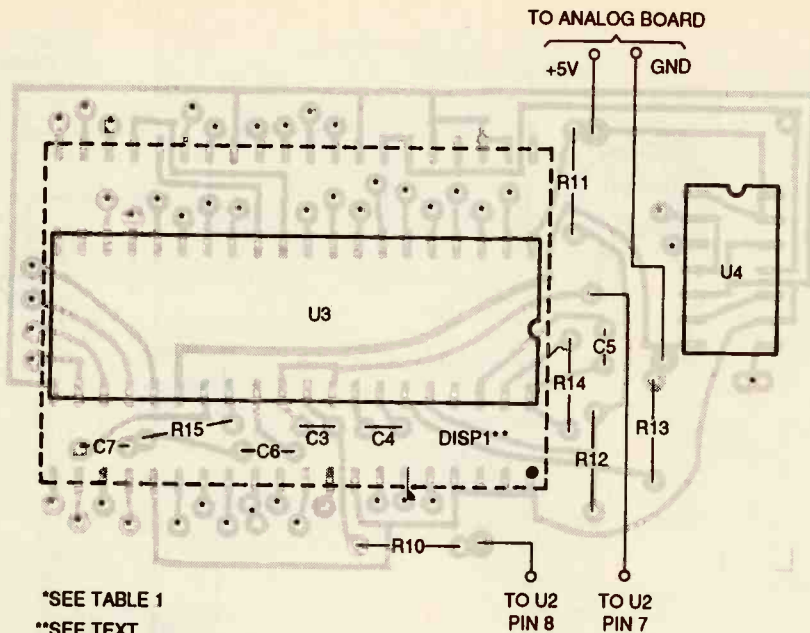 TO ANALOG BOARD
+5V GND
R11
U4
U3
C5
R14
R13
R15 C3 C4 DISP1**
C7 C6
R12
R10
*SEE TABLE 1
**SEE TEXT
TO U2 PIN 8
TO U2 PIN 7